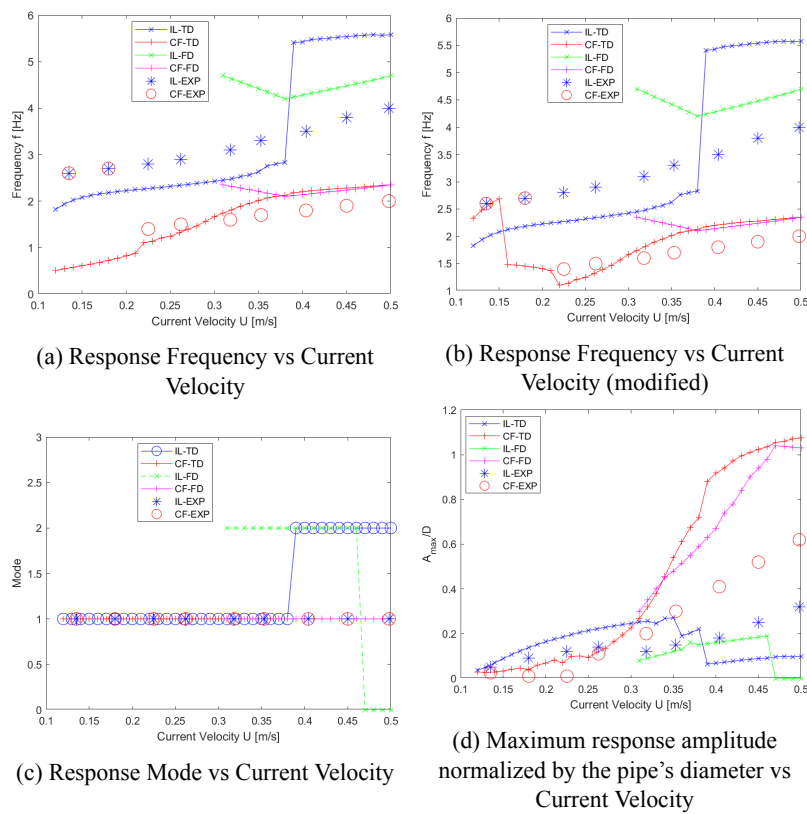 6
5
4
3
2
1
0
Frequency f [Hz]
IL-TD
CF-TD
IL-FD
CF-FD
IL-EXP
CF-EXP
0.1 0.15 0.2 0.25 0.3 0.35 0.4 0.45 0.5
Current Velocity U [m/s]
(a) Response Frequency vs Current
Velocity
6
5.5
5
4.5
4
3.5
3
2.5
2
1.5
1
Frequency f [Hz]
IL-TD
CF-TD
IL-FD
CF-FD
IL-EXP
CF-EXP
0.1 0.15 0.2 0.25 0.3 0.35 0.4 0.45 0.5
Current Velocity U [m/s]
(b) Response Frequency vs Current
Velocity (modified)
3
2.5
2
1.5
1
0.5
0
Mode
IL-TD
CF-TD
IL-FD
CF-FD
IL-EXP
CF-EXP
0.1 0.15 0.2 0.25 0.3 0.35 0.4 0.45 0.5
Current Velocity U [m/s]
(c) Response Mode vs Current Velocity
1.2
1
0.8
0.6
0.4
0.2
0
A_max/D
IL-TD
CF-TD
IL-FD
CF-FD
IL-EXP
CF-EXP
0.1 0.15 0.2 0.25 0.3 0.35 0.4 0.45 0.5
Current Velocity U [m/s]
(d) Maximum response amplitude
normalized by the pipe’s diameter vs
Current Velocity